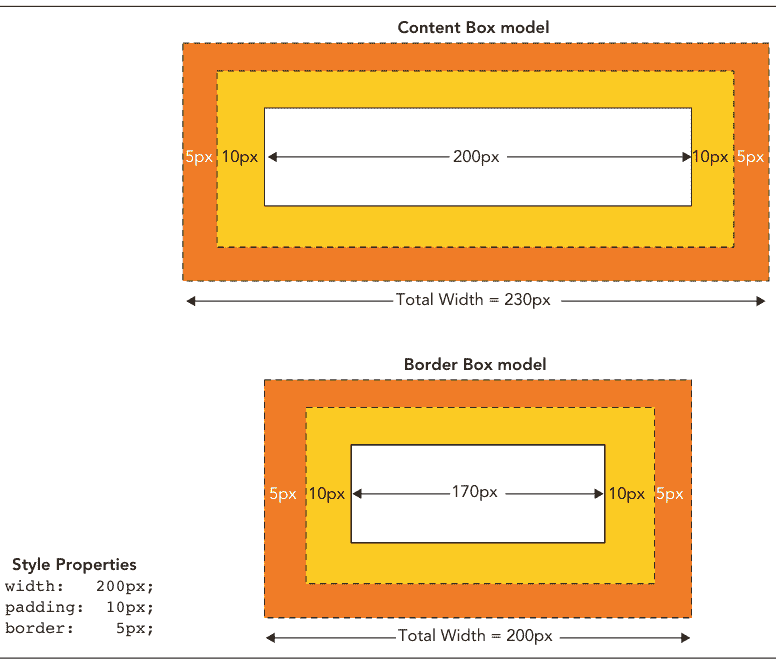 Content Box model
5px 10px 200px 10px 5px
Total Width = 230px
Border Box model
5px 10px 170px 10px 5px
Style Properties
width: 200px;
padding: 10px;
border: 5px;
Total Width = 200px